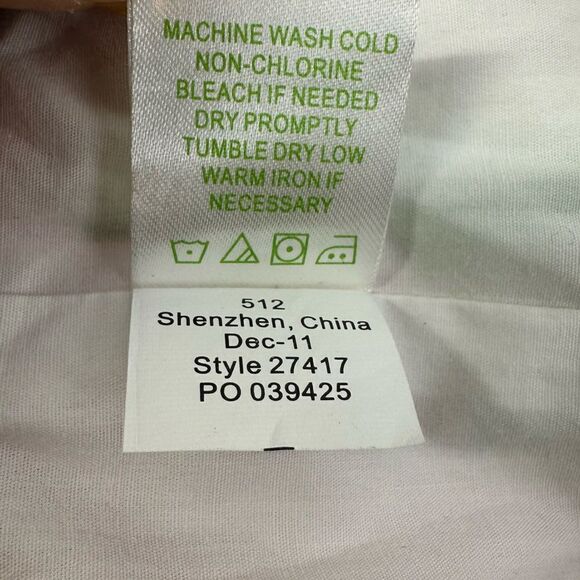 MACHINE WASH COLD
NON-CHLORINE
BLEACH IF NEEDED
DRY PROMPTLY
TUMBLE DRY LOW
WARM IRON IF
NECESSARY
512
Shenzhen, China
Dec-11
Style 27417
PO 039425